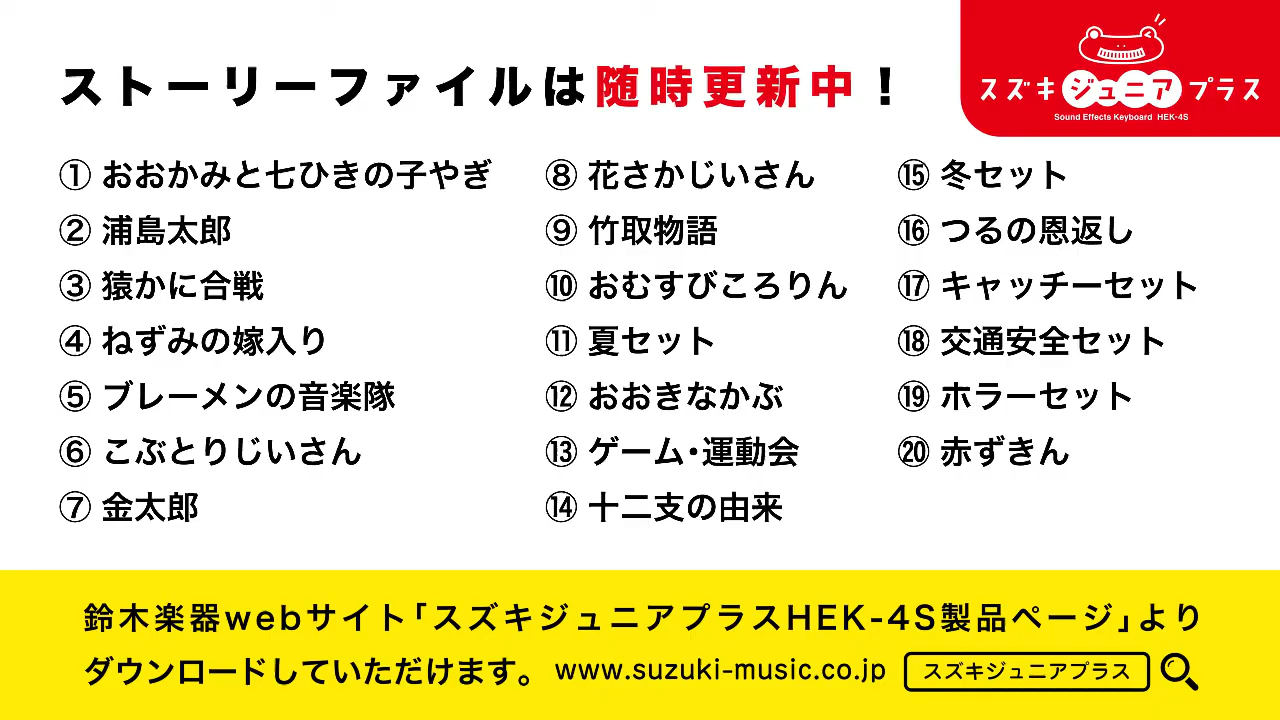 ストーリーファイルは随時更新中！
スズキジュニアプラス
Sound Effects Keyboard HEK-4S
① おおかみと七ひきの子やぎ
② 浦島太郎
③ 猿かに合戦
④ ねずみの嫁入り
⑤ ブレーメンの音楽隊
⑥ こぶとりじいさん
⑦ 金太郎
⑧ 花さかじいさん
⑨ 竹取物語
⑩ おむすびころりん
⑪ 夏セット
⑫ おおきなかぶ
⑬ ゲーム・運動会
⑭ 十二支の由来
⑮ 冬セット
⑯ つるの恩返し
⑰ キャッチーセット
⑱ 交通安全セット
⑲ ホラーセット
⑳ 赤ずきん
鈴木楽器webサイト「スズキジュニアプラスHEK-4S製品ページ」より
ダウンロードしていただけます。 www.suzuki-music.co.jp スズキジュニアプラス